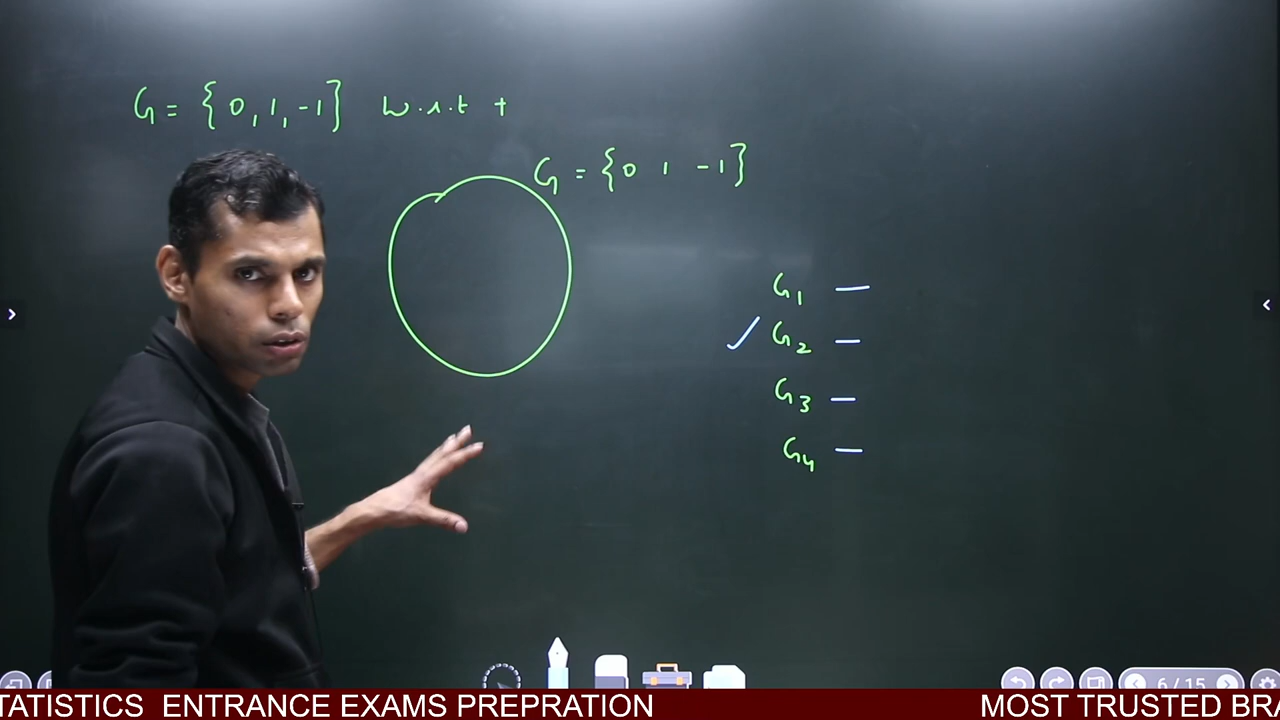 G = {0, 1, -1} w.r.t +
G = {0 1 -1}
G1 —
✓ G2 —
G3 —
G4 —
6/15
TATISTICS ENTRANCE EXAMS PREPRATION
MOST TRUSTED BRA